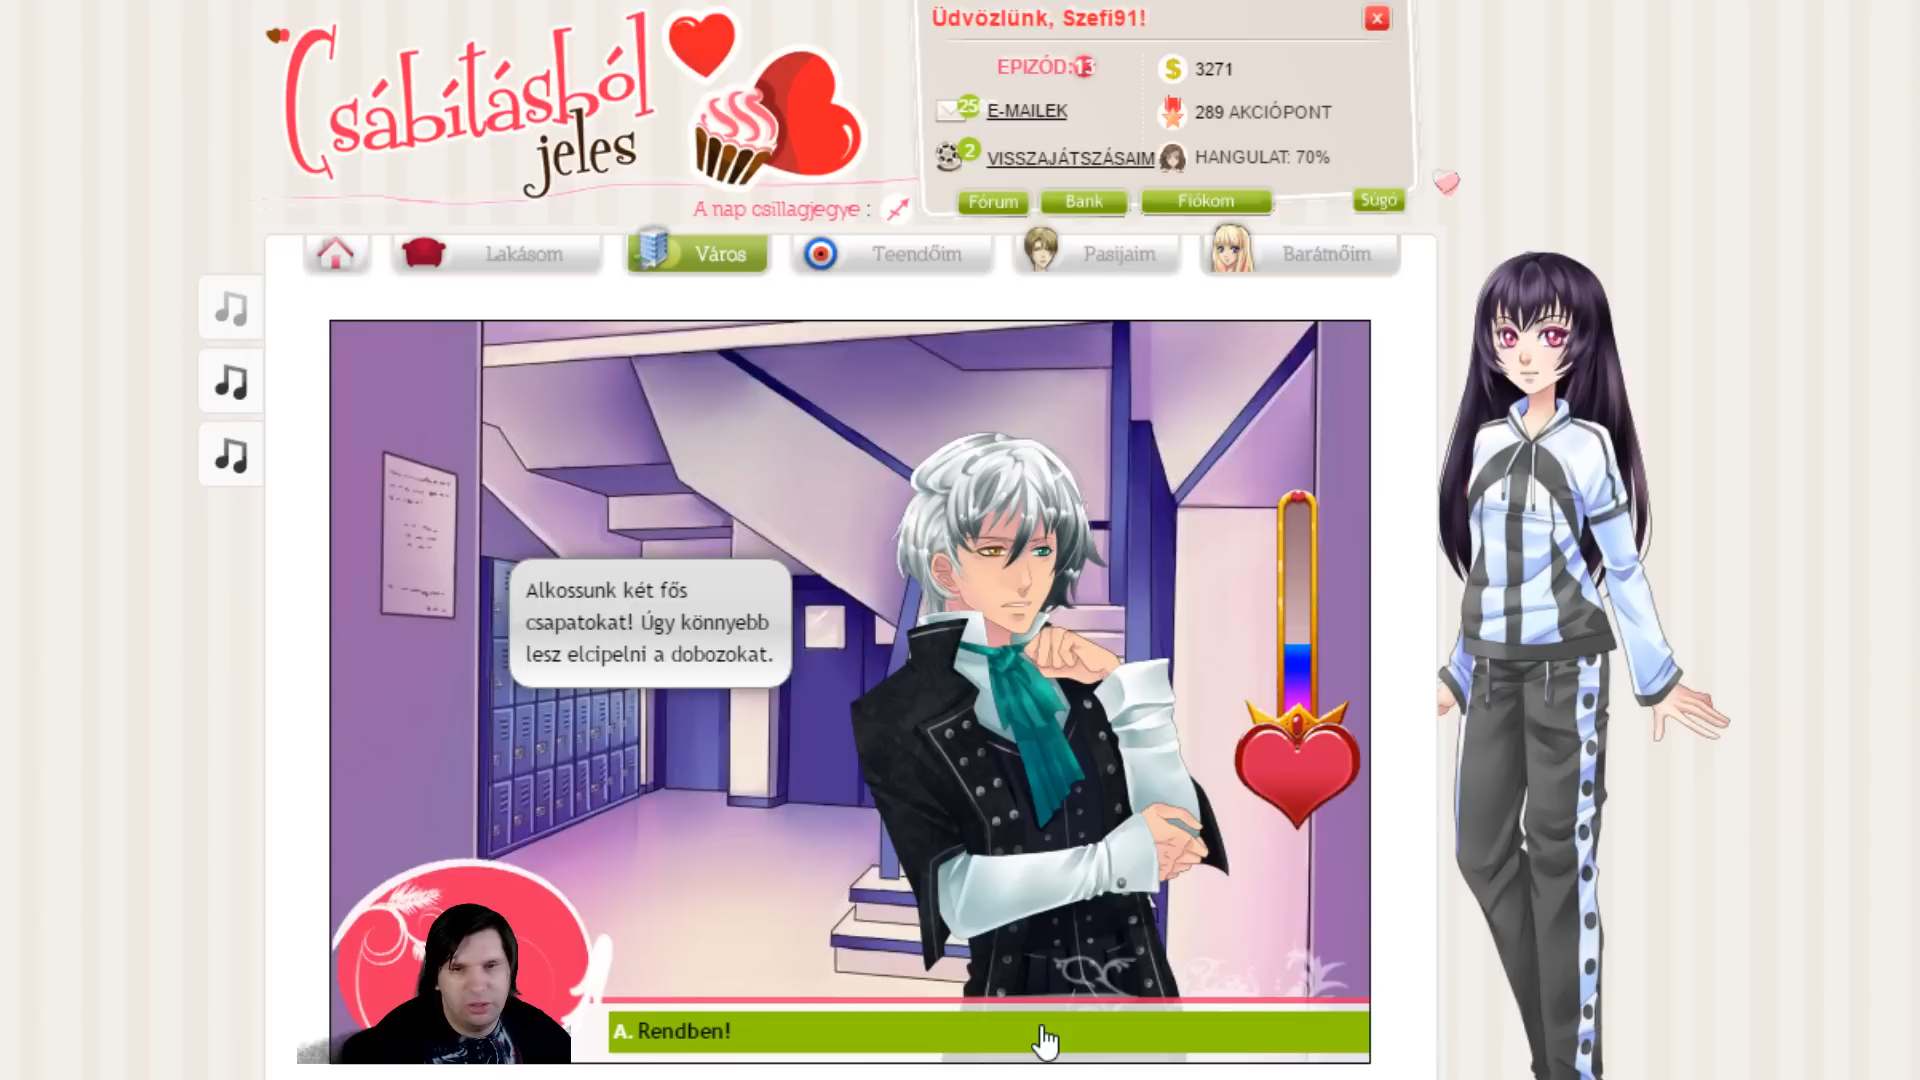 Csábításból
jeles
A nap csillagjegye :
Üdvözlünk, Szefi91!
EPIZÓD: 13
25 E-MAILEK
2 VISSZAJÁTSZÁSAIM
$ 3271
289 AKCIÓPONT
HANGULAT: 70%
Fórum
Bank
Fiókom
Súgó
x
Lakásom
Város
Teendőim
Pasijaim
Barátnőim
Alkossunk két fős
csapatokat! Úgy könnyebb
lesz elcipelni a dobozokat.
A. Rendben!